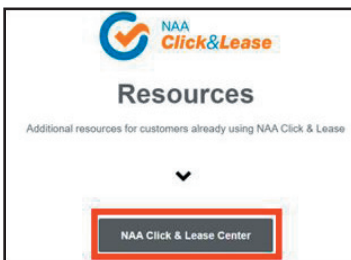 NAA
Click&Lease
Resources
Additional resources for customers already using NAA Click & Lease
NAA Click & Lease Center